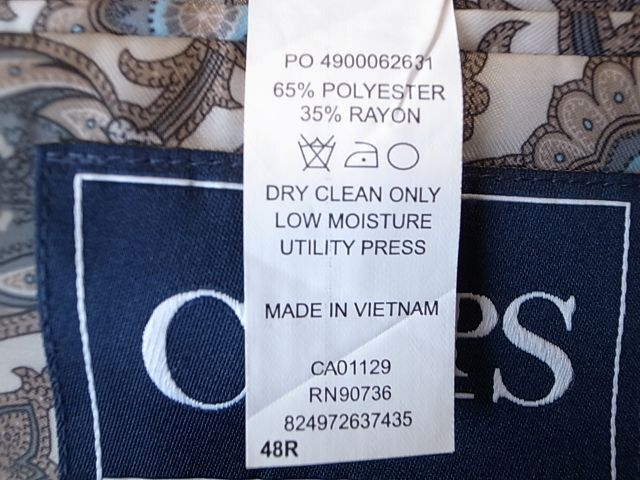 PO 4900062631
65% POLYESTER
35% RAYON
DRY CLEAN ONLY
LOW MOISTURE
UTILITY PRESS
MADE IN VIETNAM
CA01129
RN90736
824972637435
48R